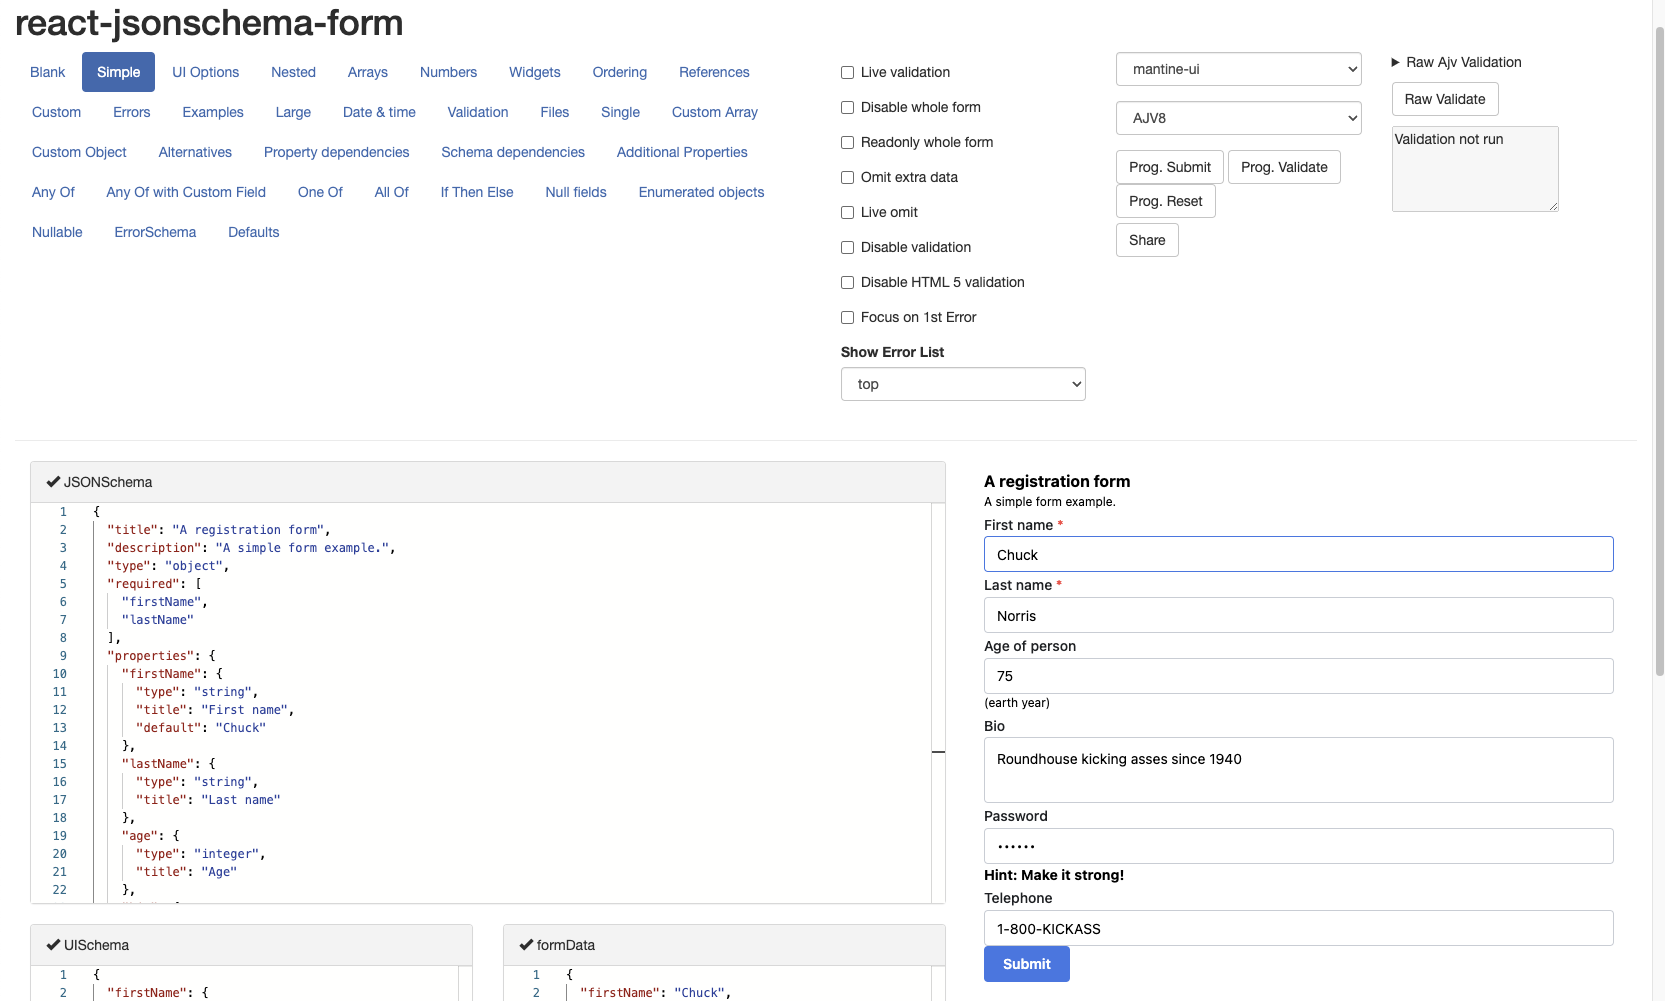 react-jsonschema-form
Blank Simple UI Options Nested Arrays Numbers Widgets Ordering References
Custom Errors Examples Large Date & time Validation Files Single Custom Array
Custom Object Alternatives Property dependencies Schema dependencies Additional Properties
Any Of Any Of with Custom Field One Of All Of If Then Else Null fields Enumerated objects
Nullable ErrorSchema Defaults
Live validation
Disable whole form
Readonly whole form
Omit extra data
Live omit
Disable validation
Disable HTML 5 validation
Focus on 1st Error
Show Error List
top
mantine-ui
AJV8
Prog. Submit Prog. Validate
Prog. Reset
Share
Raw Ajv Validation
Raw Validate
Validation not run
JSONSchema
1 {
2 "title": "A registration form",
3 "description": "A simple form example.",
4 "type": "object",
5 "required": [
6 "firstName",
7 "lastName"
8 ],
9 "properties": {
10 "firstName": {
11 "type": "string",
12 "title": "First name",
13 "default": "Chuck"
14 },
15 "lastName": {
16 "type": "string",
17 "title": "Last name"
18 },
19 "age": {
20 "type": "integer",
21 "title": "Age"
22 },
UISchema
1 {
2 "firstName": {
formData
1 {
2 "firstName": "Chuck",
A registration form
A simple form example.
First name *
Chuck
Last name *
Norris
Age of person
75
(earth year)
Bio
Roundhouse kicking asses since 1940
Password
••••••
Hint: Make it strong!
Telephone
1-800-KICKASS
Submit